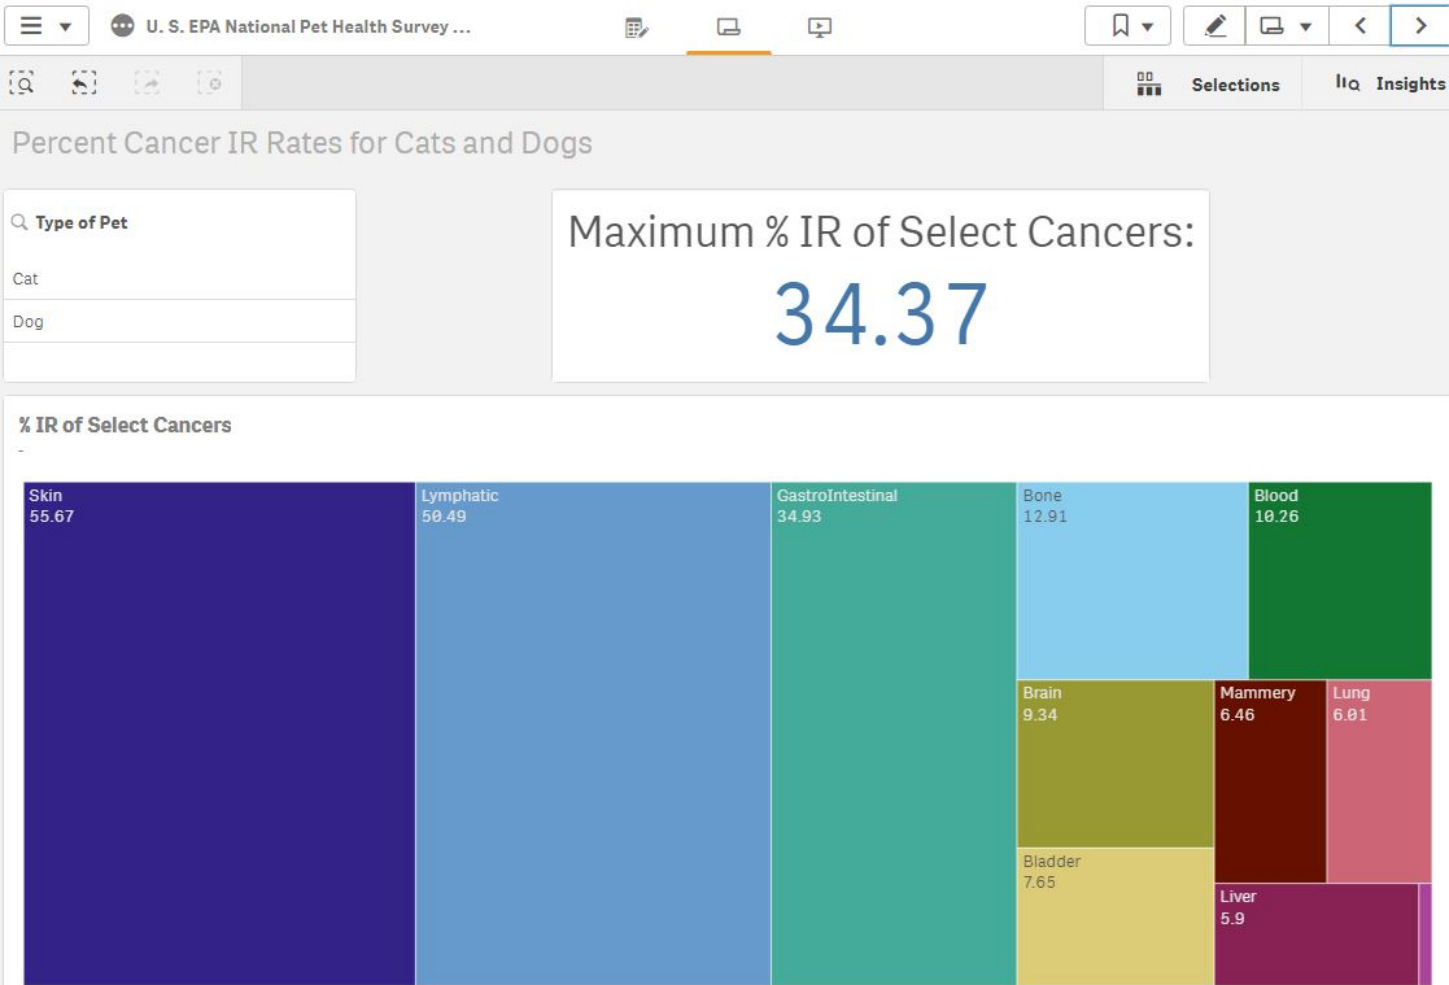 U. S. EPA National Pet Health Survey ...
Selections
Insights
Percent Cancer IR Rates for Cats and Dogs
Type of Pet
Cat
Dog
Maximum % IR of Select Cancers:
34.37
% IR of Select Cancers
-
Skin
55.67
Lymphatic
50.49
GastroIntestinal
34.93
Bone
12.91
Blood
10.26
Brain
9.34
Mammery
6.46
Lung
6.01
Bladder
7.65
Liver
5.9